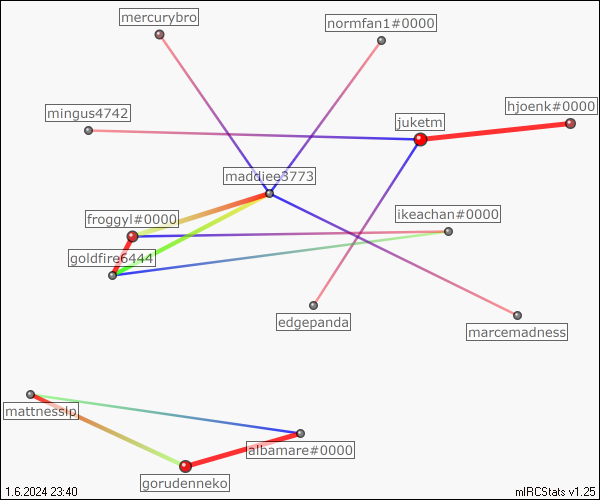 mercurybro
normfan1#0000
hjoenk#0000
mingus4742
juketm
maddiee3773
froggyl#0000
ikeachan#0000
goldfire6444
edgepanda
marcemadness
mattnesslp
albamare#0000
gorudenneko
1.6.2024 23:40
mIRCStats v1.25